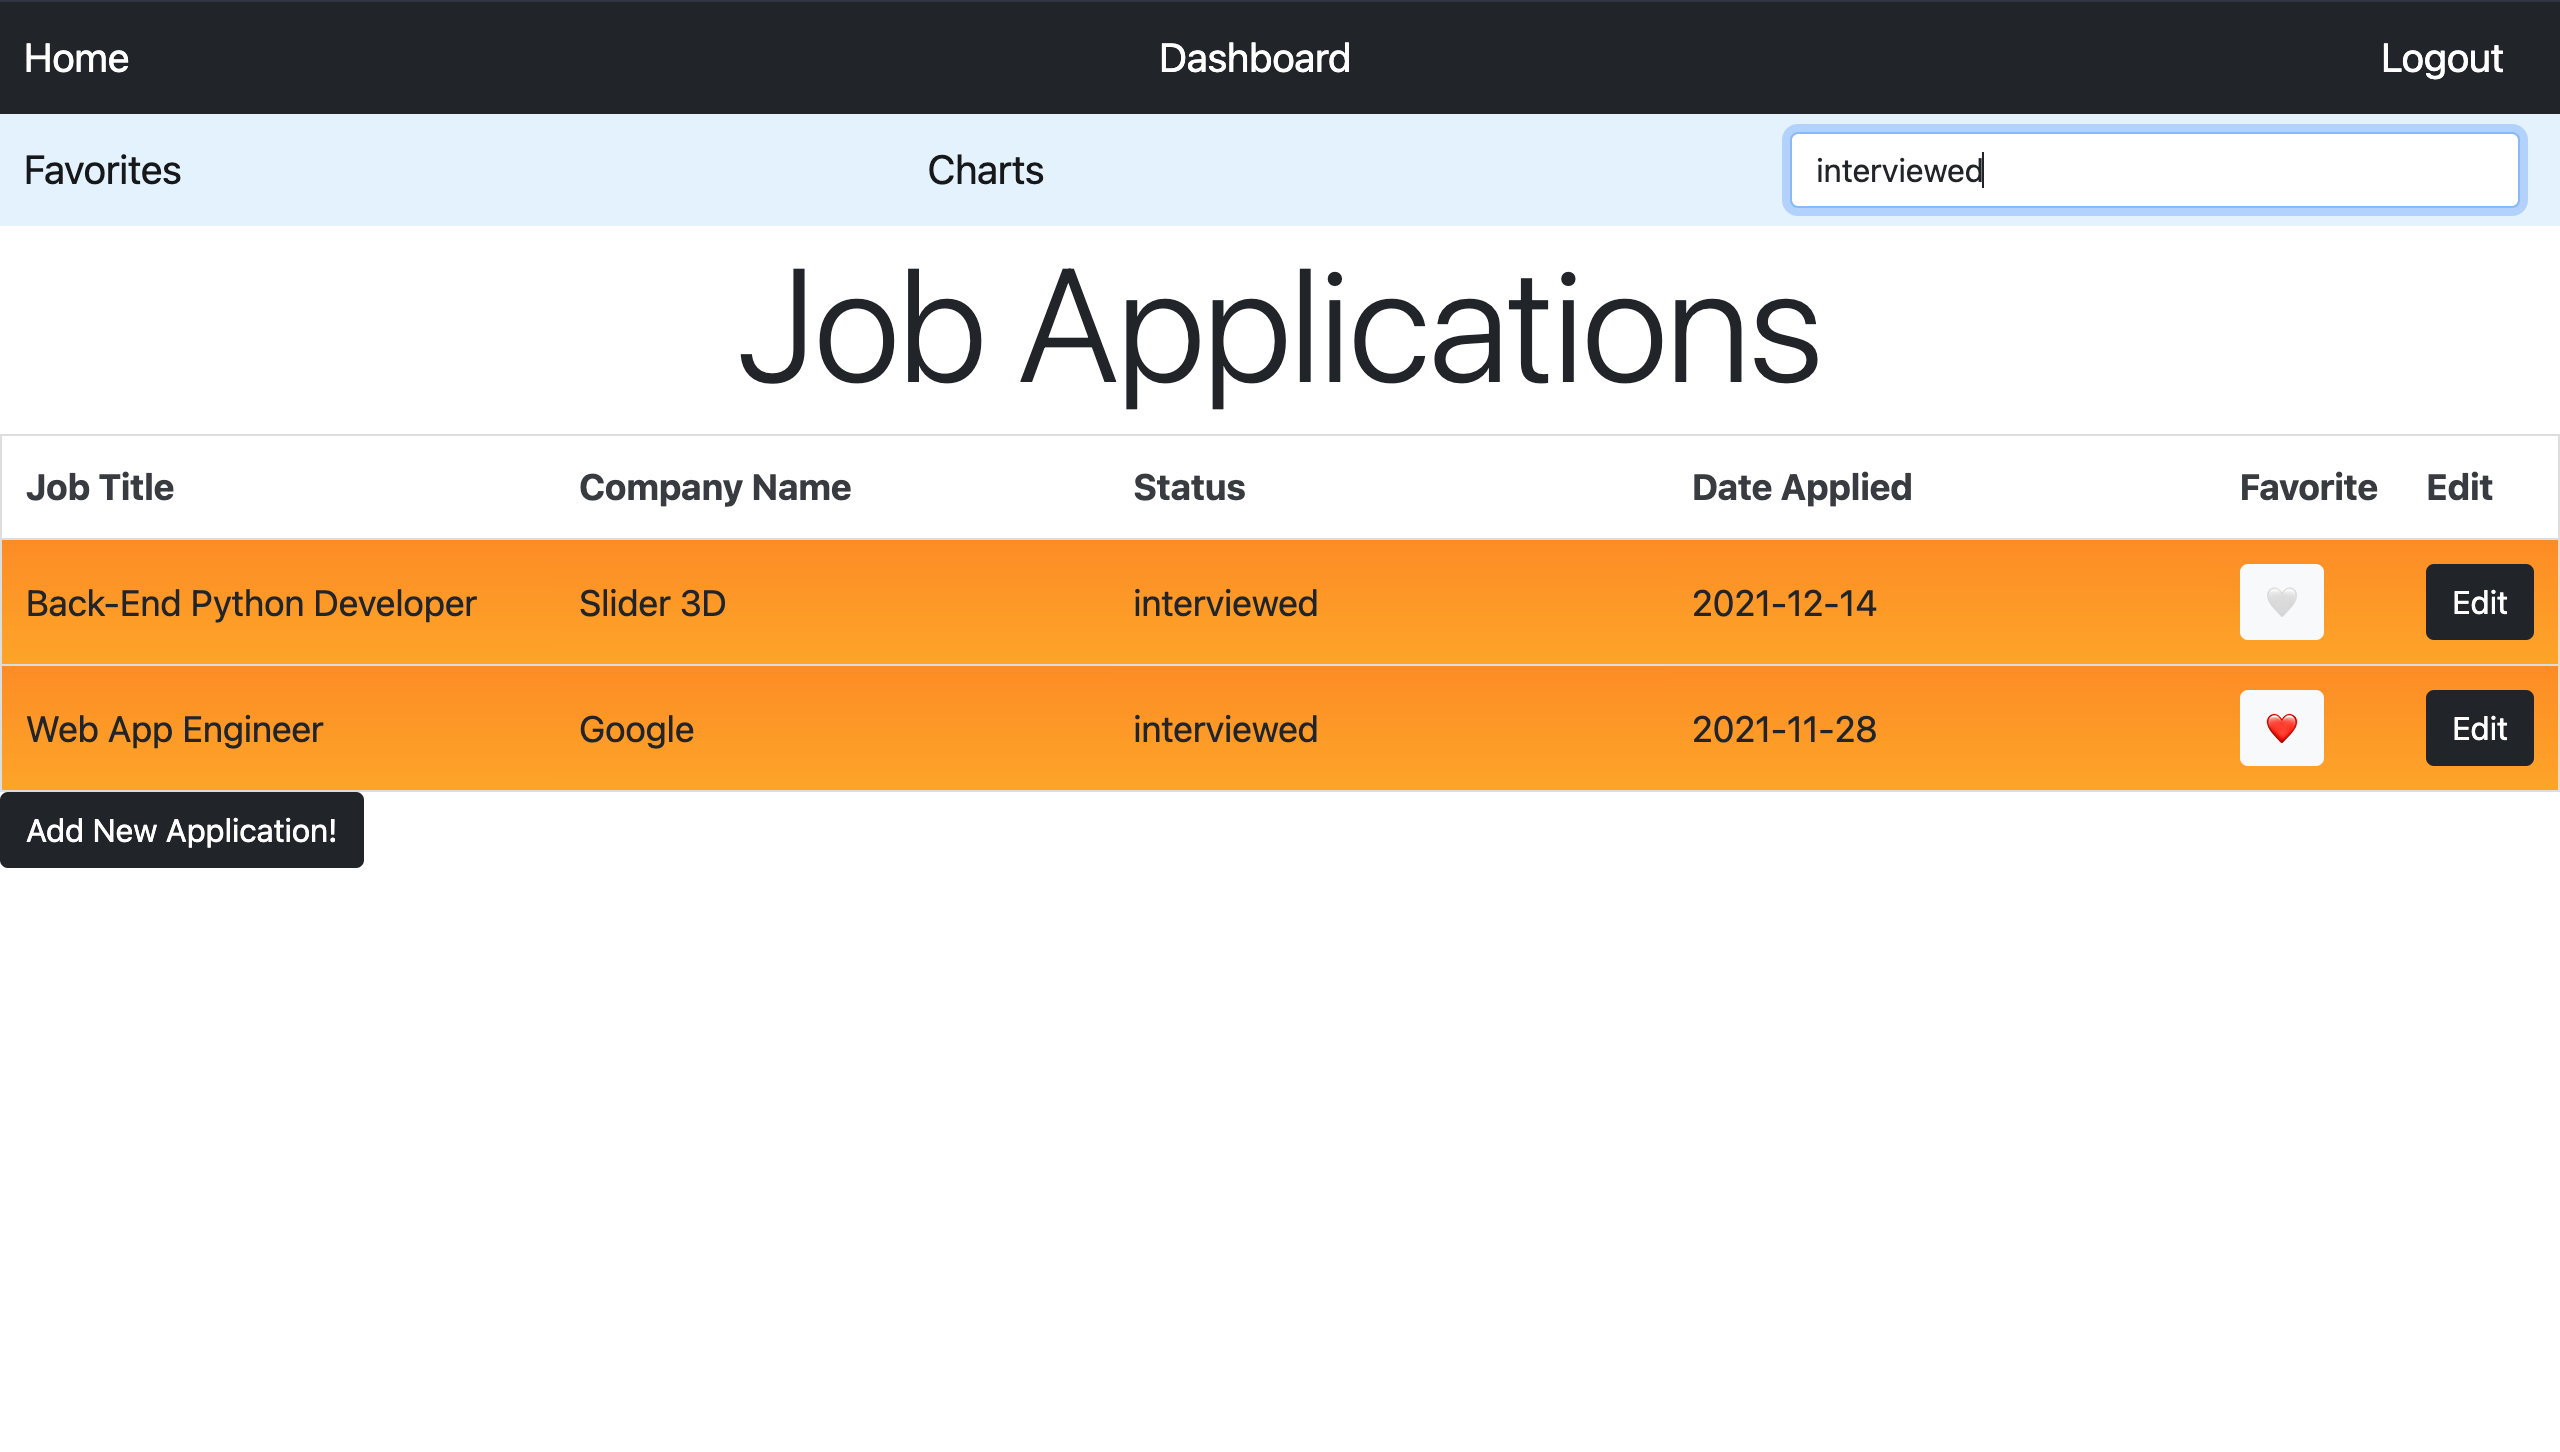 Home Dashboard Logout
Favorites Charts interviewed
Job Applications
Job Title Company Name Status Date Applied Favorite Edit
Back-End Python Developer Slider 3D interviewed 2021-12-14 Edit
Web App Engineer Google interviewed 2021-11-28 Edit
Add New Application!